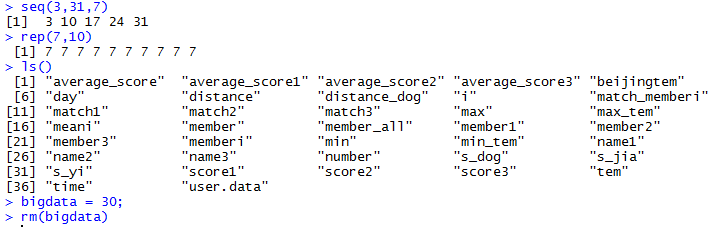 > seq(3,31,7)
[1]  3 10 17 24 31
> rep(7,10)
 [1] 7 7 7 7 7 7 7 7 7 7
> ls()
 [1] "average_score"  "average_score1" "average_score2" "average_score3" "beijingtem"
 [6] "day"            "distance"       "distance_dog"   "i"              "match_memberi"
[11] "match1"         "match2"         "match3"         "max"            "max_tem"
[16] "meani"          "member"         "member_all"     "member1"        "member2"
[21] "member3"        "memberi"        "min"            "min_tem"        "name1"
[26] "name2"          "name3"          "number"         "s_dog"          "s_jia"
[31] "s_yi"           "score1"         "score2"         "score3"         "tem"
[36] "time"           "user.data"
> bigdata = 30;
> rm(bigdata)